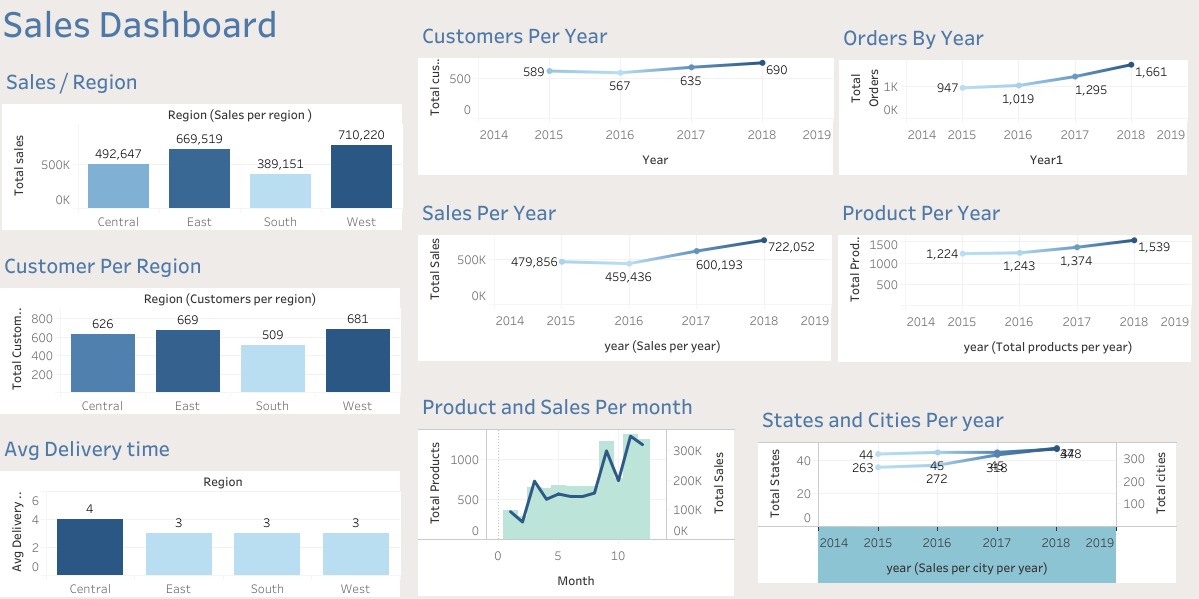 Sales Dashboard
Sales / Region
Region (Sales per region )
Total sales
500K
0K
492,647
669,519
389,151
710,220
Central
East
South
West
Customer Per Region
Region (Customers per region)
Total Custom..
800
600
400
200
626
669
509
681
Central
East
South
West
Avg Delivery time
Region
Avg Delivery ..
6
4
2
0
4
3
3
3
Central
East
South
West
Customers Per Year
Total cus..
500
0
589
567
635
690
2014
2015
2016
2017
2018
2019
Year
Orders By Year
Total
Orders
1K
0K
947
1,019
1,295
1,661
2014
2015
2016
2017
2018
2019
Year1
Sales Per Year
Total Sales
500K
0K
479,856
459,436
600,193
722,052
2014
2015
2016
2017
2018
2019
year (Sales per year)
Product Per Year
Total Prod..
1500
1000
500
1,224
1,243
1,374
1,539
2014
2015
2016
2017
2018
2019
year (Total products per year)
Product and Sales Per month
Total Products
1000
500
0
300K
200K
100K
0K
Total Sales
0
5
10
Month
States and Cities Per year
Total States
40
20
0
44
263
45
272
45
300
200
100
Total cities
2014
2015
2016
2017
2018
2019
year (Sales per city per year)